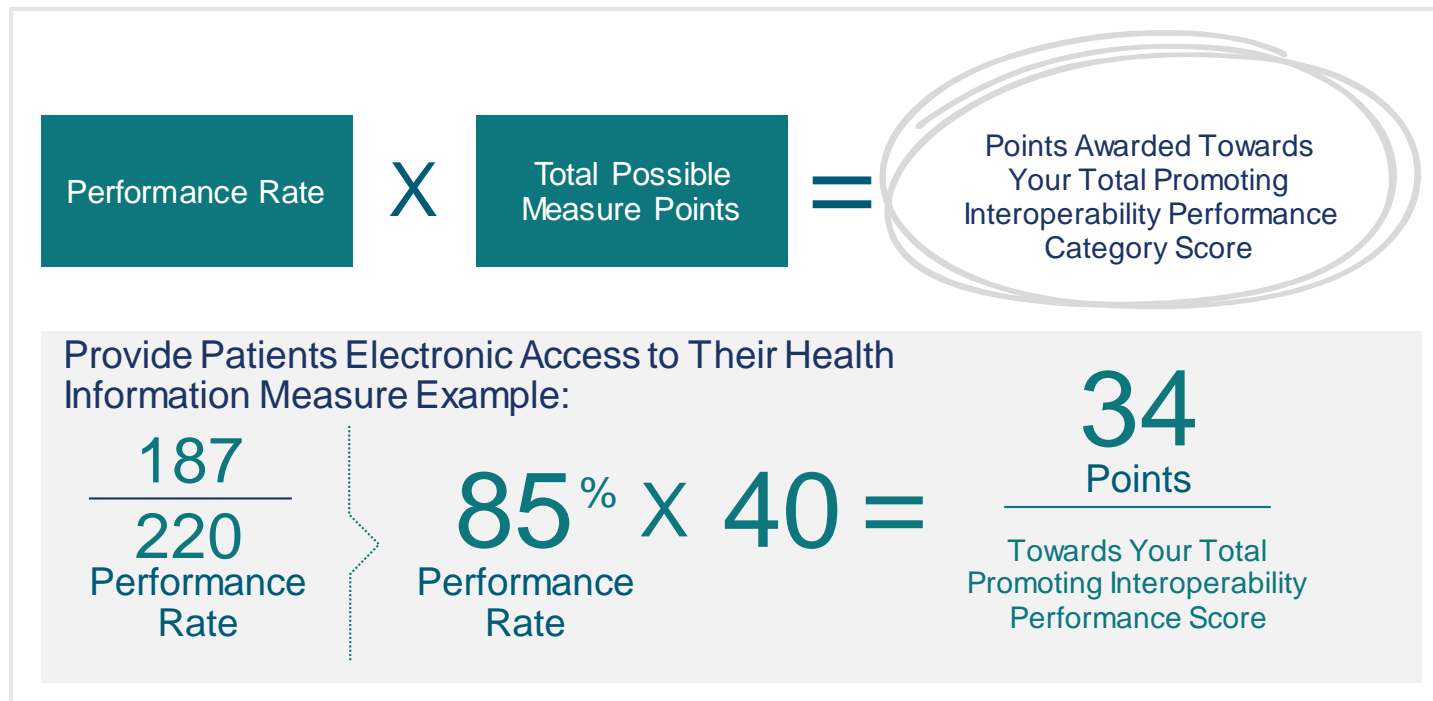 Performance Rate
X
Total Possible
Measure Points
=
Points Awarded Towards
Your Total Promoting
Interoperability Performance
Category Score
Provide Patients Electronic Access to Their Health
Information Measure Example:
187
220
Performance
Rate
85% X 40 =
Performance
Rate
34
Points
Towards Your Total
Promoting Interoperability
Performance Score